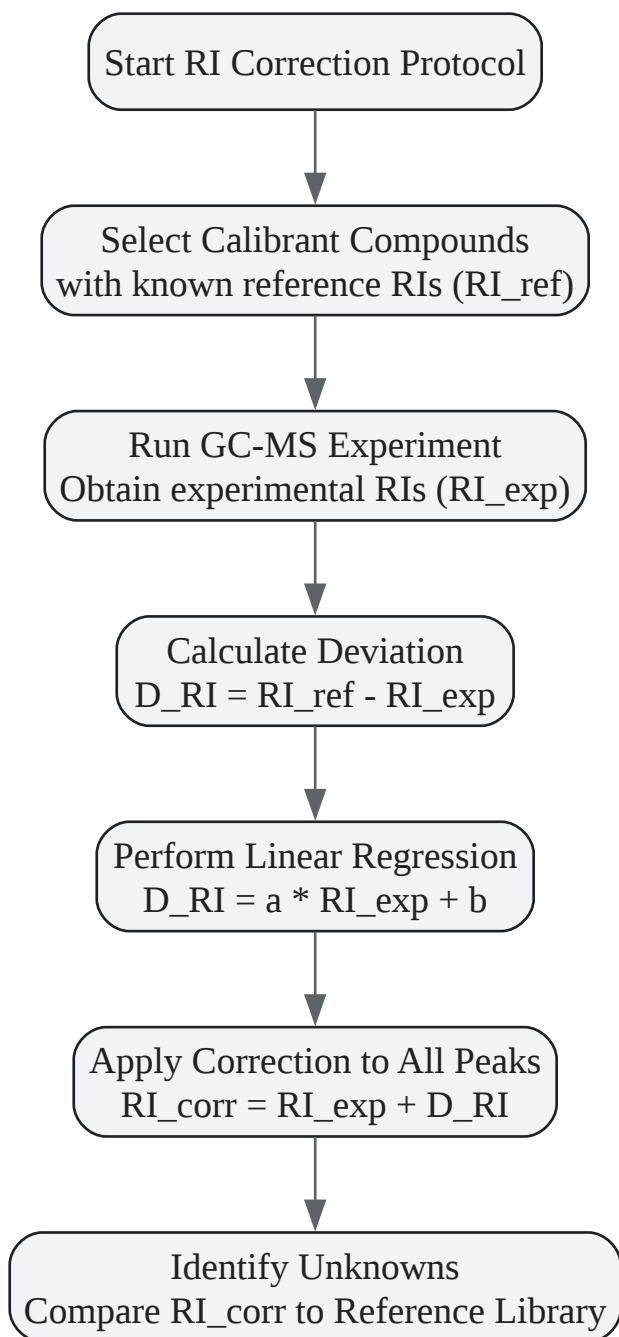 Start RI Correction Protocol
Select Calibrant Compounds
with known reference RIs (RI_ref)
Run GC-MS Experiment
Obtain experimental RIs (RI_exp)
Calculate Deviation
D_RI = RI_ref - RI_exp
Perform Linear Regression
D_RI = a * RI_exp + b
Apply Correction to All Peaks
RI_corr = RI_exp + D_RI
Identify Unknowns
Compare RI_corr to Reference Library